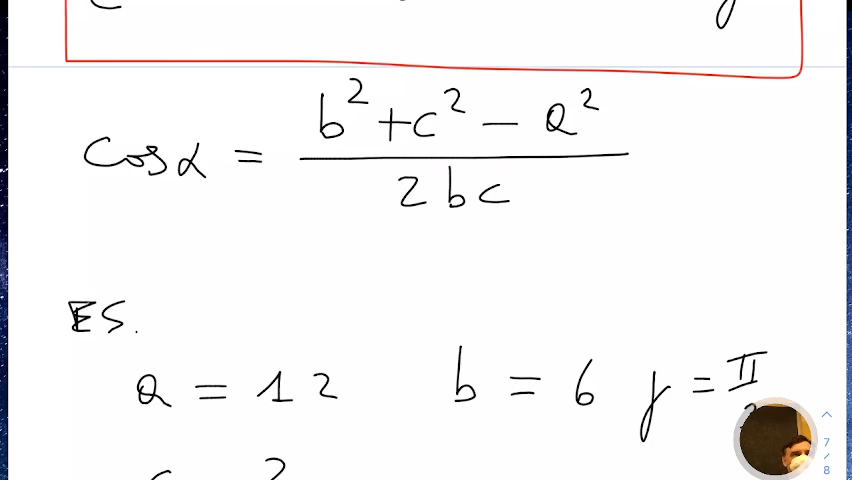 cos α = (b² + c² − a²) / (2bc)
ES.
a = 12 b = 6 γ = π
7 / 8